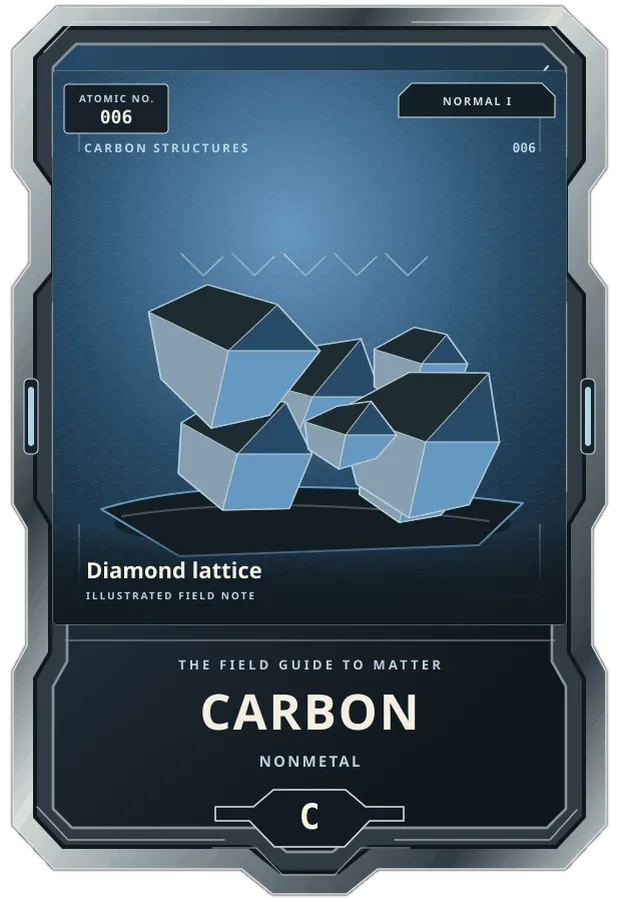 ATOMIC NO.
006
NORMAL I
CARBON STRUCTURES
006
Diamond lattice
ILLUSTRATED FIELD NOTE
THE FIELD GUIDE TO MATTER
CARBON
NONMETAL
C